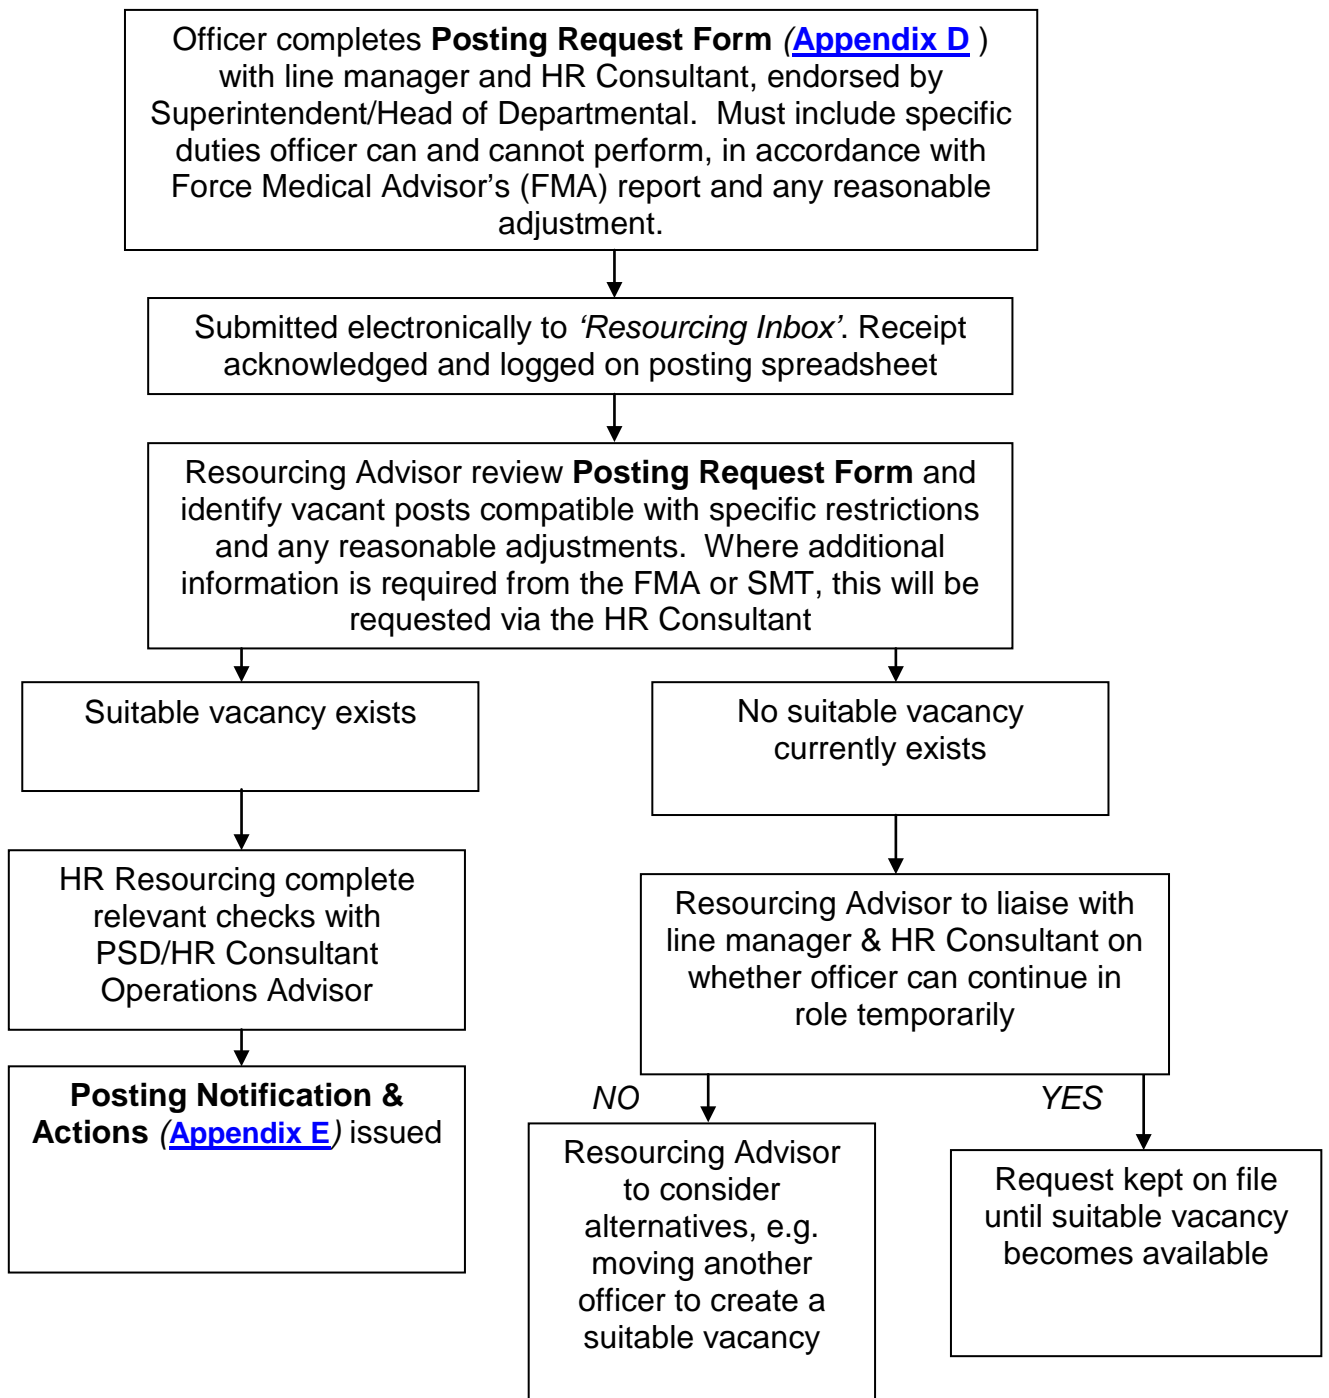 Officer completes Posting Request Form (Appendix D )
with line manager and HR Consultant, endorsed by
Superintendent/Head of Departmental.  Must include specific
duties officer can and cannot perform, in accordance with
Force Medical Advisor’s (FMA) report and any reasonable
adjustment.
Submitted electronically to ‘Resourcing Inbox’. Receipt
acknowledged and logged on posting spreadsheet
Resourcing Advisor review Posting Request Form and
identify vacant posts compatible with specific restrictions
and any reasonable adjustments.  Where additional
information is required from the FMA or SMT, this will be
requested via the HR Consultant
Suitable vacancy exists
No suitable vacancy
currently exists
HR Resourcing complete
relevant checks with
PSD/HR Consultant
Operations Advisor
Resourcing Advisor to liaise with
line manager & HR Consultant on
whether officer can continue in
role temporarily
Posting Notification &
Actions (Appendix E) issued
NO
YES
Resourcing Advisor
to consider
alternatives, e.g.
moving another
officer to create a
suitable vacancy
Request kept on file
until suitable vacancy
becomes available